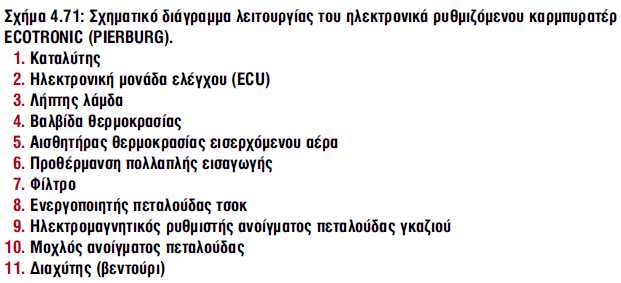 Σχήμα 4.71: Σχηματικό διάγραμμα λειτουργίας του ηλεκτρονικά ρυθμιζόμενου καρμπυρατέρ
ECOTRONIC (PIERBURG).
1. Καταλύτης
2. Ηλεκτρονική μονάδα ελέγχου (ECU)
3. Λήπτης λάμδα
4. Βαλβίδα θερμοκρασίας
5. Αισθητήρας θερμοκρασίας εισερχόμενου αέρα
6. Προθέρμανση πολλαπλής εισαγωγής
7. Φίλτρο
8. Ενεργοποιητής πεταλούδας τσοκ
9. Ηλεκτρομαγνητικός ρυθμιστής ανοίγματος πεταλούδας γκαζιού
10. Μοχλός ανοίγματος πεταλούδας
11. Διαχύτης (βεντούρι)